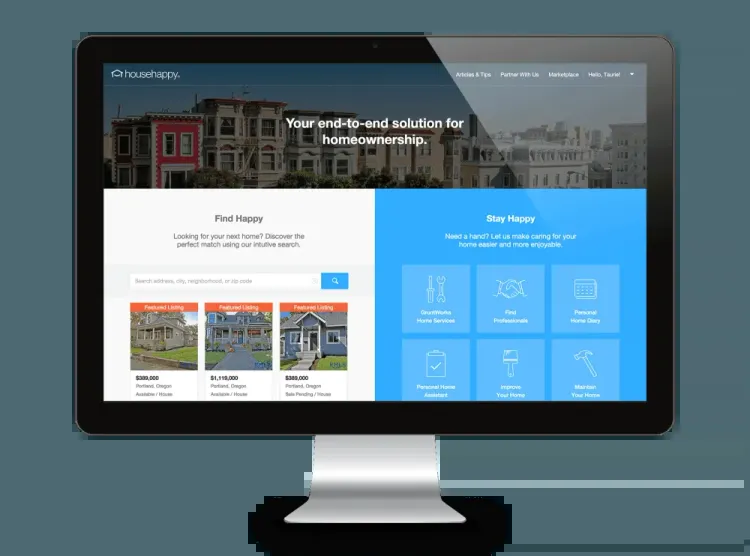 househappy.
Articles & Tips
Partner With Us
Marketplace
Hello, Taurie!
Your end-to-end solution for
homeownership.
Find Happy
Looking for your next home? Discover the
perfect match using our intuitive search.
Search address, city, neighborhood, or zip code
Featured Listing
Featured Listing
Featured Listing
$389,000
Portland, Oregon
Available / House
$1,119,000
Portland, Oregon
Available / House
$389,000
Portland, Oregon
Sale Pending / House
Stay Happy
Need a hand? Let us make caring for your
home easier and more enjoyable.
GruntWorks
Home Services
Find
Professionals
Personal
Home Diary
Personal Home
Assistant
Improve
Your Home
Maintain
Your Home